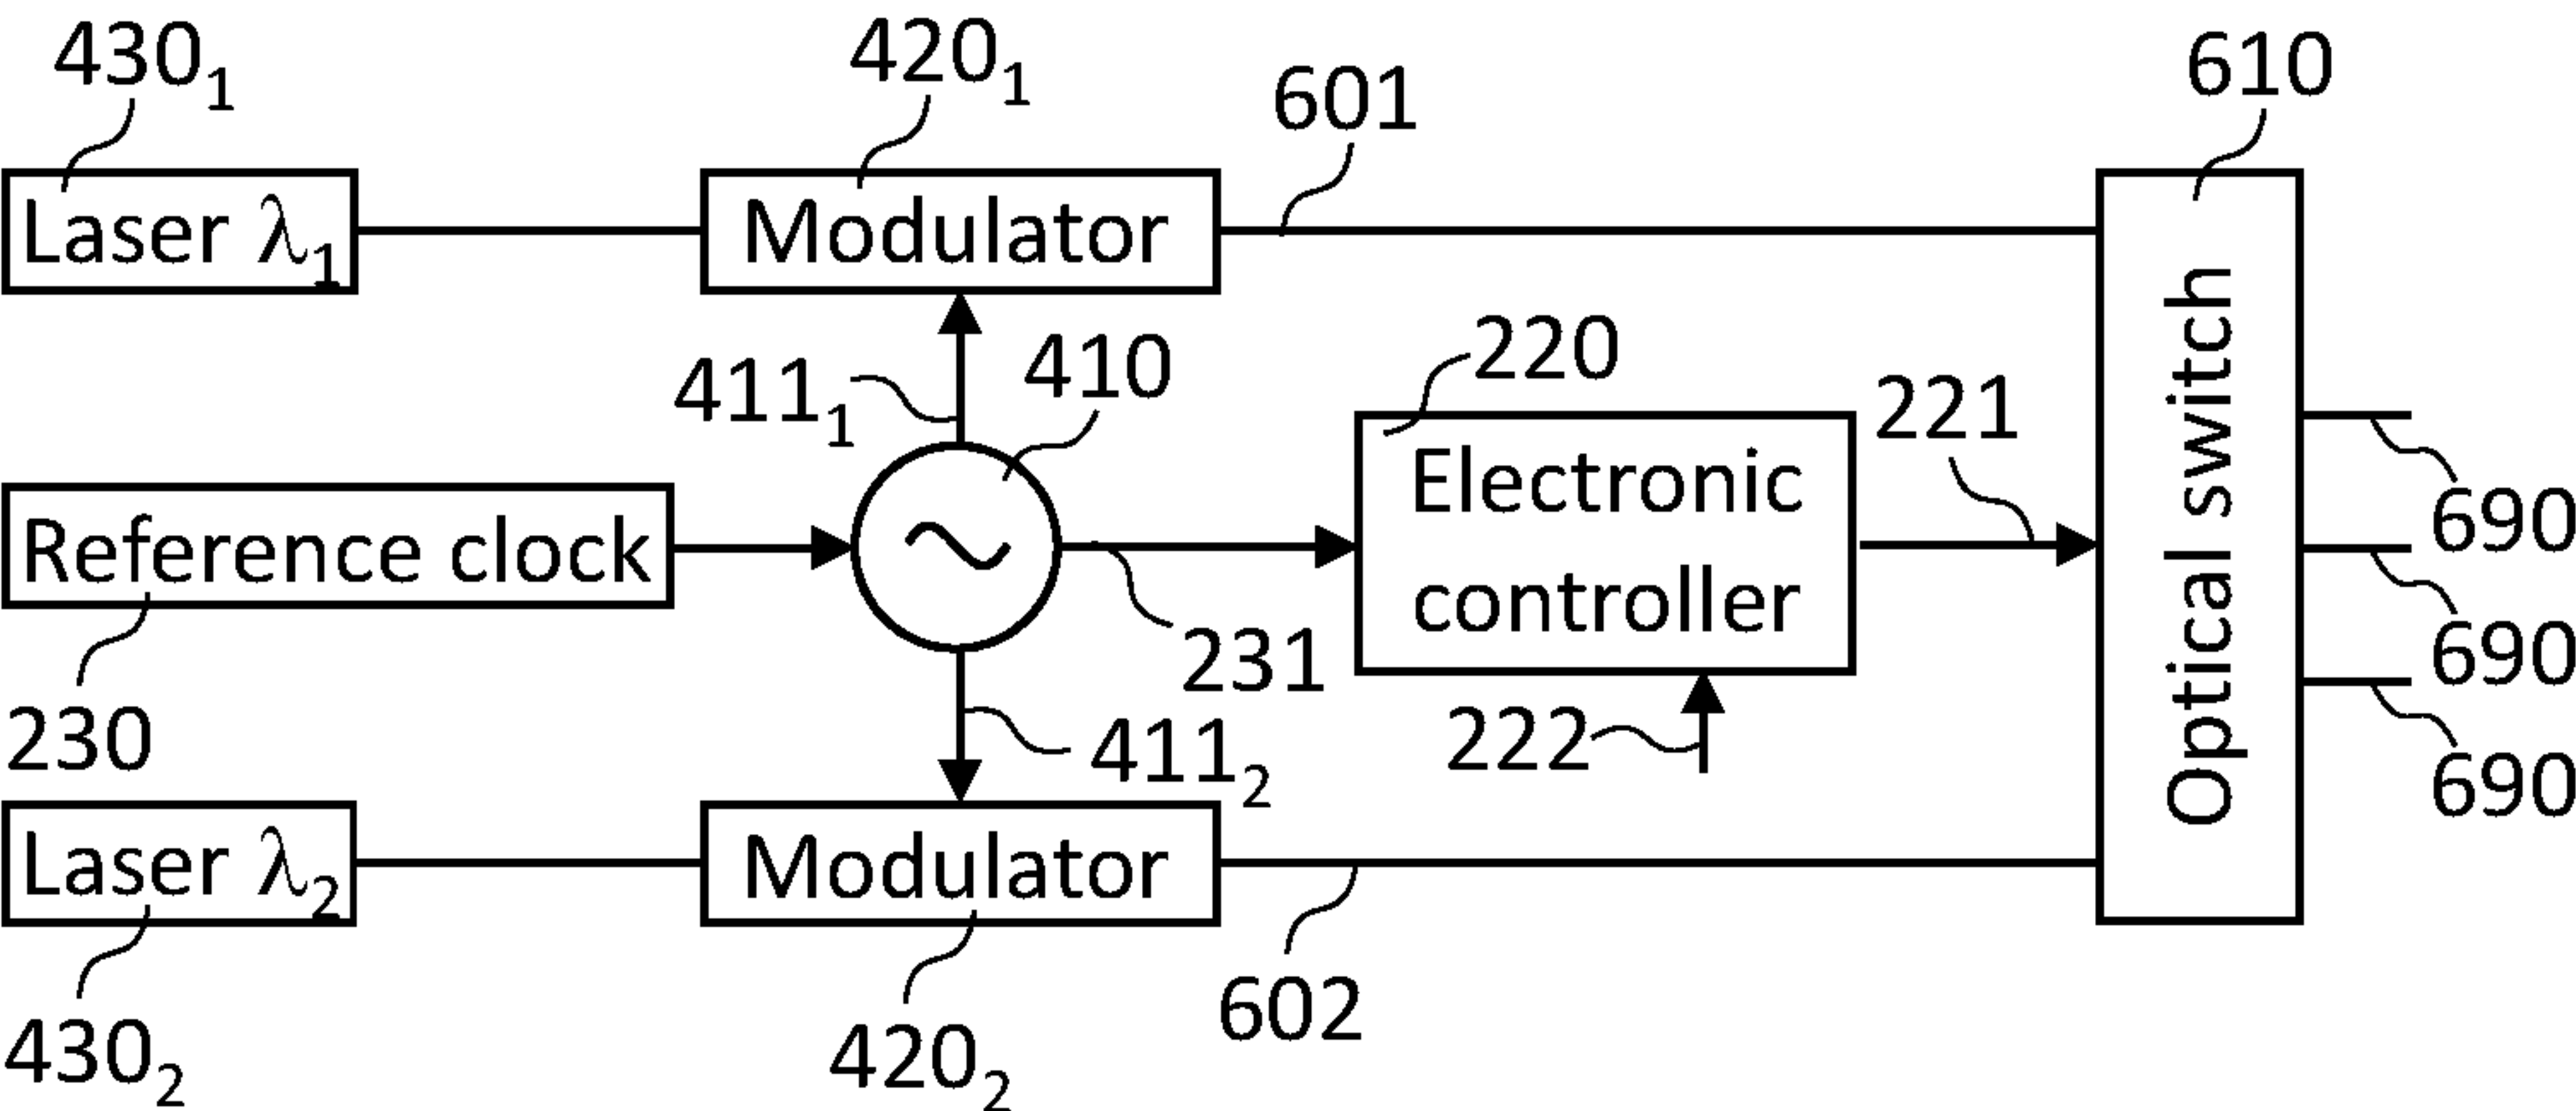 430₁
420₁
601
610
Laser λ₁
Modulator
411₁
410
220
221
Electronic
controller
Optical switch
Reference clock
231
222
690
690
690
230
411₂
Laser λ₂
Modulator
602
430₂
420₂